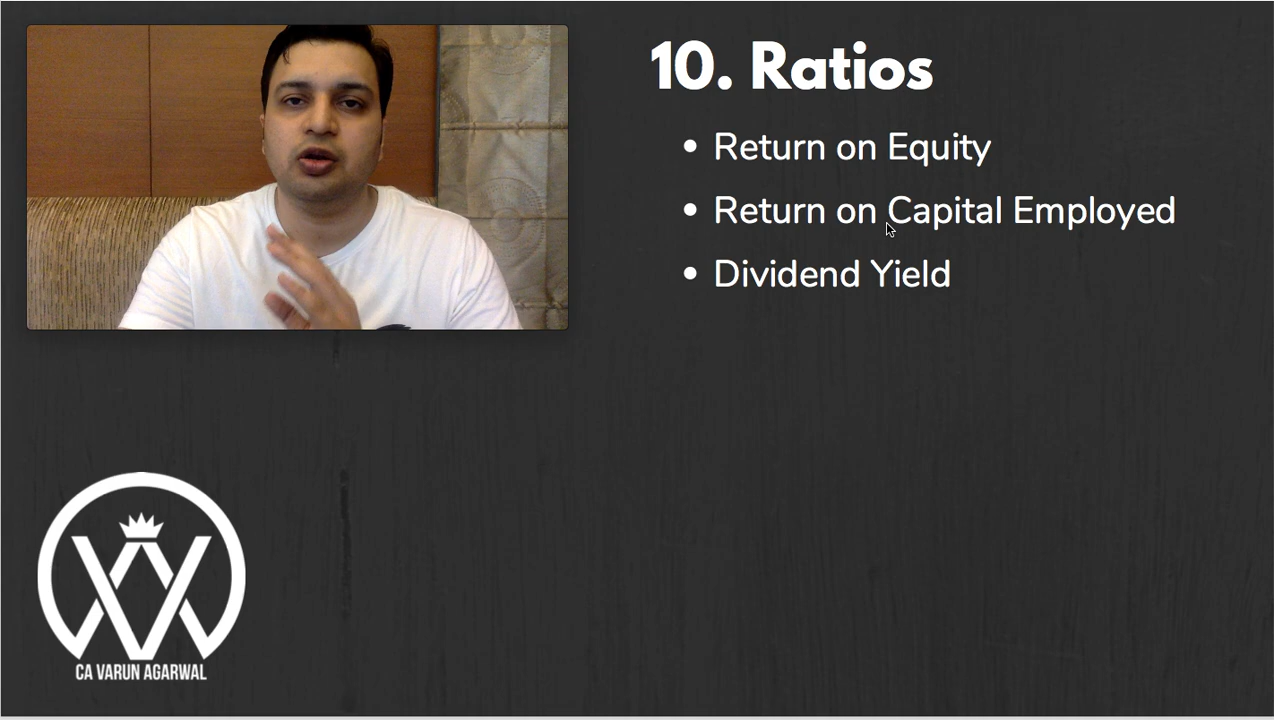 10. Ratios
• Return on Equity
• Return on Capital Employed
• Dividend Yield
CA VARUN AGARWAL